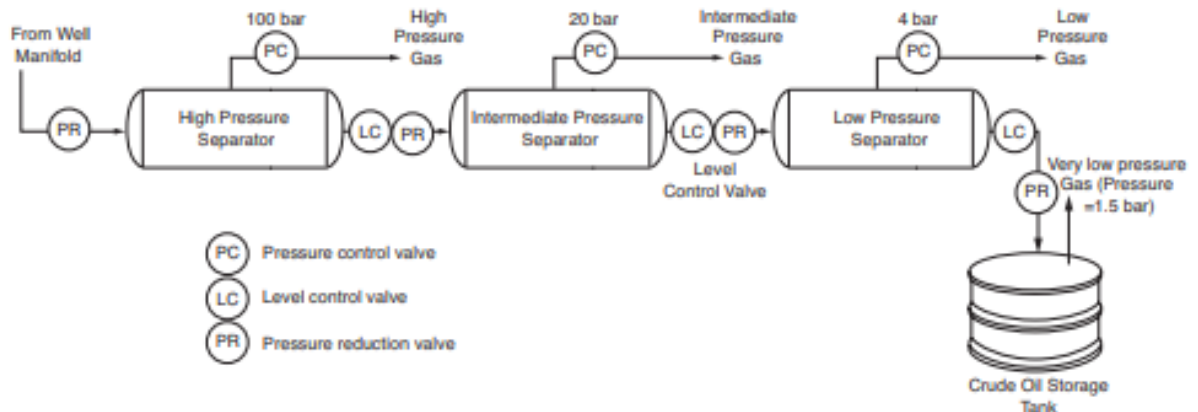 100 bar
High
Pressure
Gas
20 bar
Intermediate
Pressure
Gas
4 bar
Low
Pressure
Gas
From Well
Manifold
PC
PC
PC
PR
High Pressure
Separator
LC
PR
Intermediate Pressure
Separator
LC
PR
Level
Control Valve
Low Pressure
Separator
LC
PR
Very low pressure
Gas (Pressure
=1.5 bar)
PC Pressure control valve
LC Level control valve
PR Pressure reduction valve
Crude Oil Storage
Tank